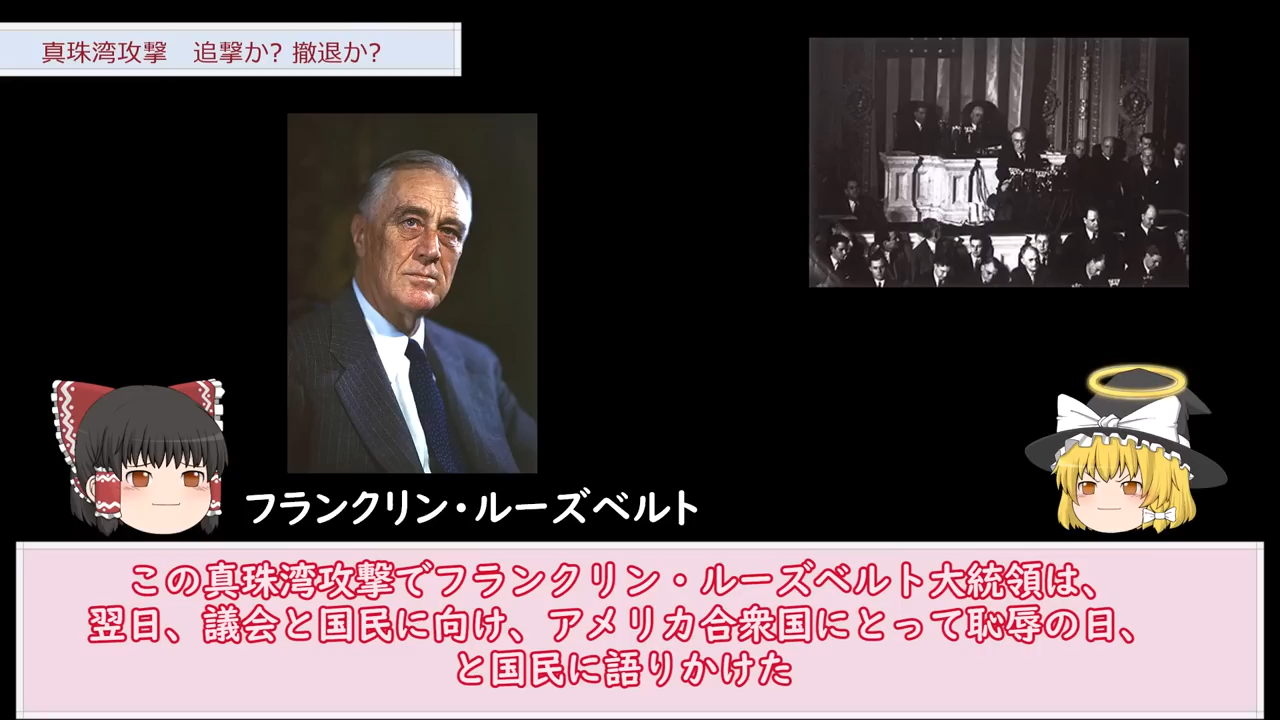 真珠湾攻撃　追撃か? 撤退か?
フランクリン・ルーズベルト
この真珠湾攻撃でフランクリン・ルーズベルト大統領は、
翌日、議会と国民に向け、アメリカ合衆国にとって恥辱の日、
と国民に語りかけた